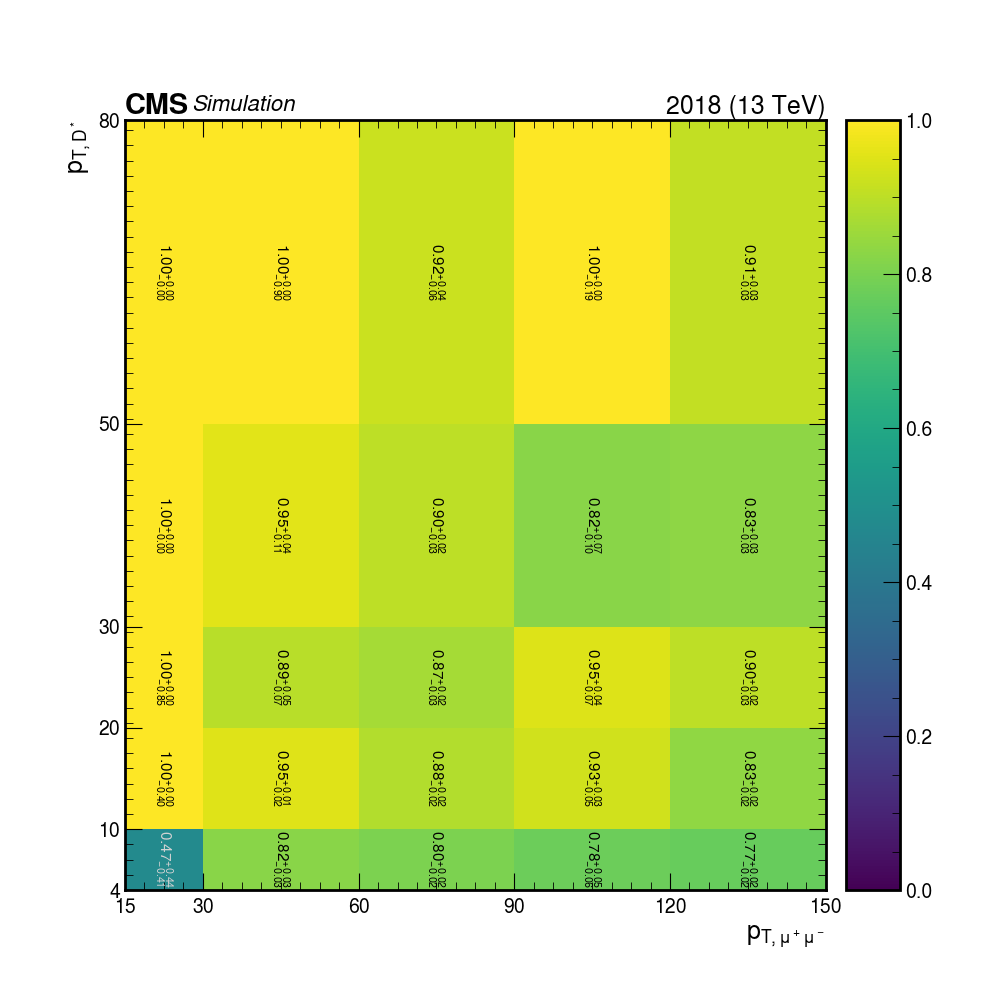 CMS Simulation 2018 (13 TeV)
p_{T, D^*}
80
50
30
20
10
4
1.00^{+0.00}_{−0.00} 1.00^{+0.00}_{−0.90} 0.92^{+0.04}_{−0.06} 1.00^{+0.00}_{−0.19} 0.91^{+0.03}_{−0.03}
1.00^{+0.00}_{−0.00} 0.95^{+0.04}_{−0.11} 0.90^{+0.02}_{−0.03} 0.82^{+0.07}_{−0.10} 0.83^{+0.03}_{−0.03}
1.00^{+0.00}_{−0.85} 0.89^{+0.05}_{−0.07} 0.87^{+0.02}_{−0.03} 0.95^{+0.04}_{−0.07} 0.90^{+0.02}_{−0.03}
1.00^{+0.00}_{−0.40} 0.95^{+0.01}_{−0.02} 0.88^{+0.02}_{−0.02} 0.93^{+0.03}_{−0.05} 0.83^{+0.02}_{−0.02}
0.47^{+0.44}_{−0.41} 0.82^{+0.03}_{−0.03} 0.80^{+0.02}_{−0.02} 0.78^{+0.05}_{−0.06} 0.77^{+0.02}_{−0.02}
15 30 60 90 120 150
p_{T, μ^+ μ^−}
1.0
0.8
0.6
0.4
0.2
0.0